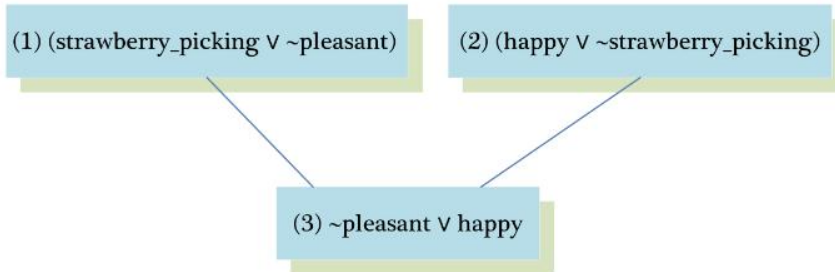 (1) (strawberry_picking V ~pleasant)
(2) (happy V ~strawberry_picking)
(3) ~pleasant V happy